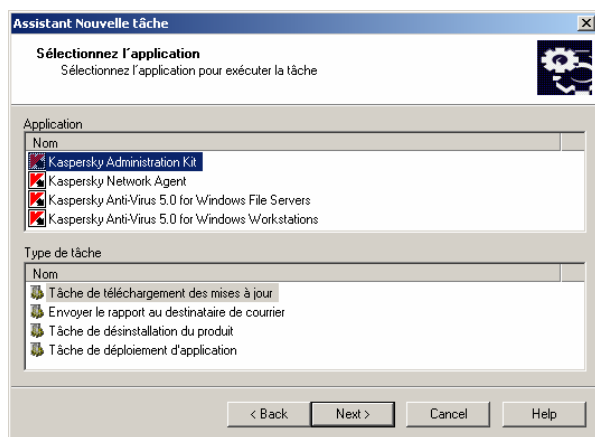 Assistant Nouvelle tâche
Sélectionnez l'application
Sélectionnez l'application pour exécuter la tâche
Application
Nom
Kaspersky Administration Kit
Kaspersky Network Agent
Kaspersky Anti-Virus 5.0 for Windows File Servers
Kaspersky Anti-Virus 5.0 for Windows Workstations
Type de tâche
Nom
Tâche de téléchargement des mises à jour
Envoyer le rapport au destinataire de courrier
Tâche de désinstallation du produit
Tâche de déploiement d'application
< Back Next > Cancel Help